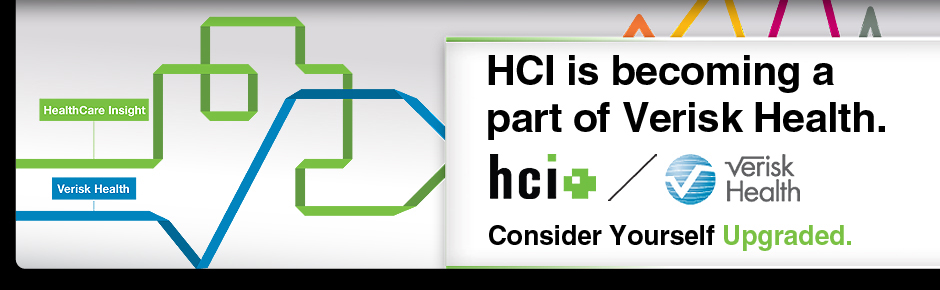 HealthCare Insight
Verisk Health
HCI is becoming a
part of Verisk Health.
hci
Verisk
Health
Consider Yourself Upgraded.